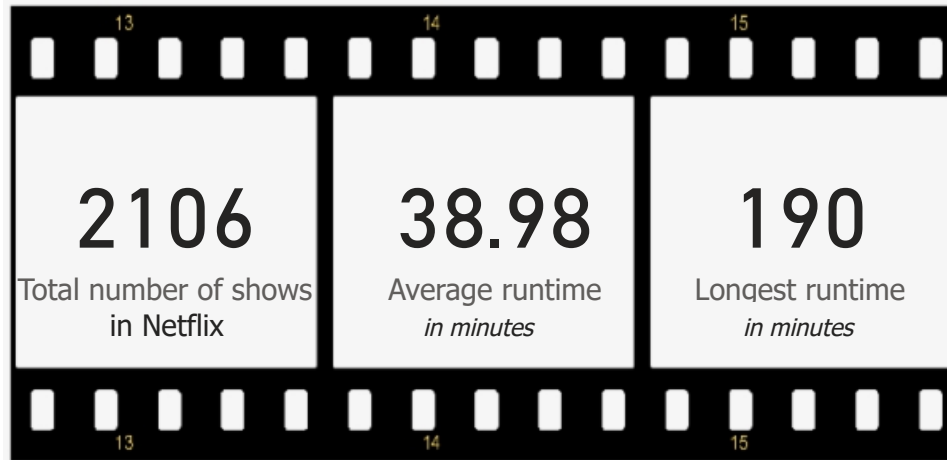 13 14 15
2106 38.98 190
Total number of shows Average runtime Longest runtime
in Netflix in minutes in minutes
13 14 15